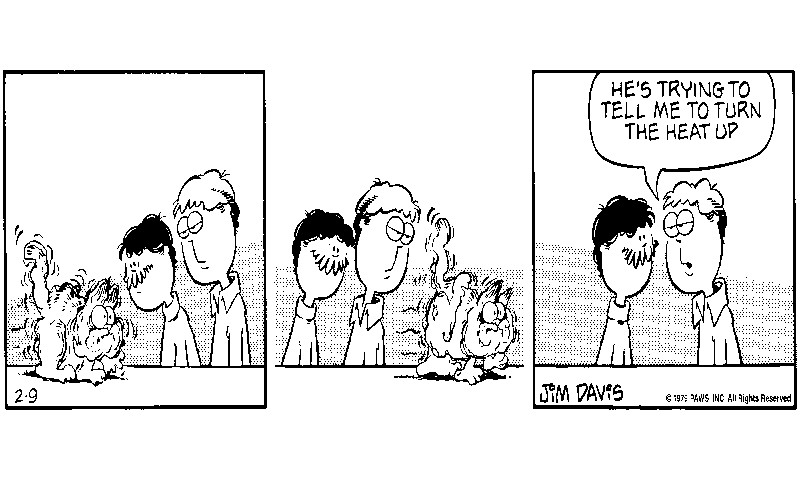 HE'S TRYING TO
TELL ME TO TURN
THE HEAT UP
2-9
JIM DAVIS
© 1979 PAWS, INC. All Rights Reserved